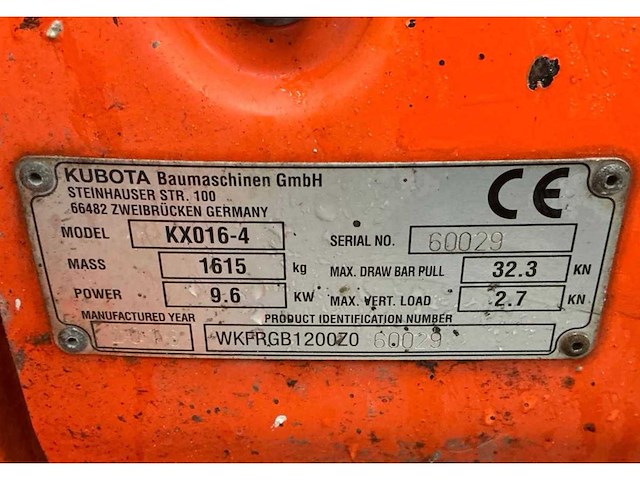 KUBOTA Baumaschinen GmbH
STEINHAUSER STR. 100
66482 ZWEIBRÜCKEN GERMANY
CE
MODEL KX016-4 SERIAL NO. 60029
MASS 1615 kg MAX. DRAW BAR PULL 32.3 KN
POWER 9.6 KW MAX. VERT. LOAD 2.7 KN
MANUFACTURED YEAR PRODUCT IDENTIFICATION NUMBER
WKFRGB1200Z0 60029